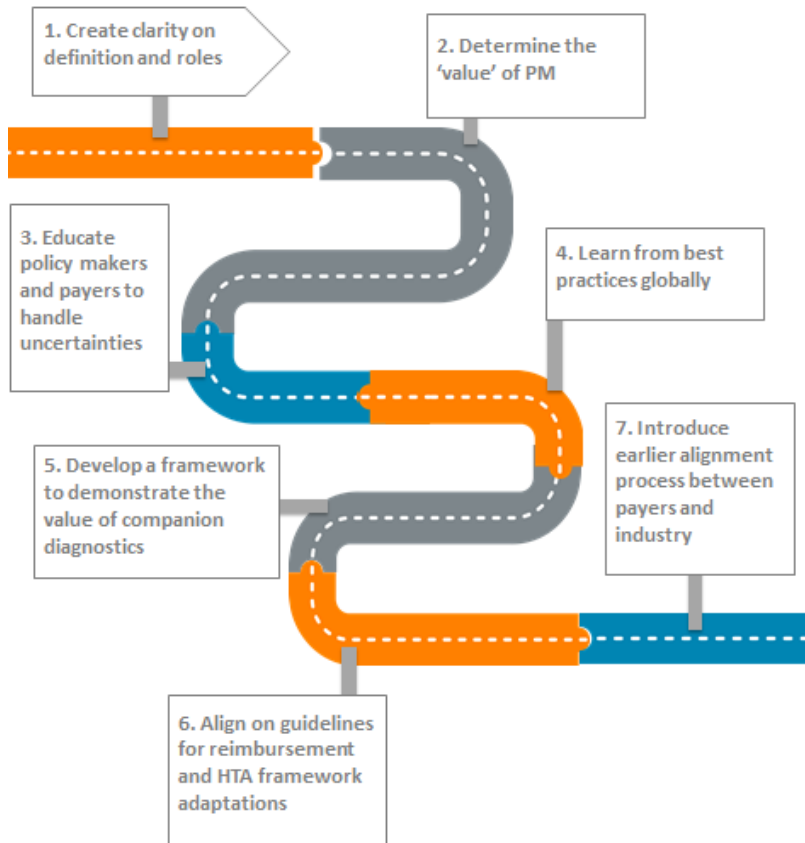 1. Create clarity on
definition and roles
2. Determine the
‘value’ of PM
3. Educate
policy makers
and payers to
handle
uncertainties
4. Learn from best
practices globally
5. Develop a framework
to demonstrate the
value of companion
diagnostics
6. Align on guidelines
for reimbursement
and HTA framework
adaptations
7. Introduce
earlier alignment
process between
payers and
industry